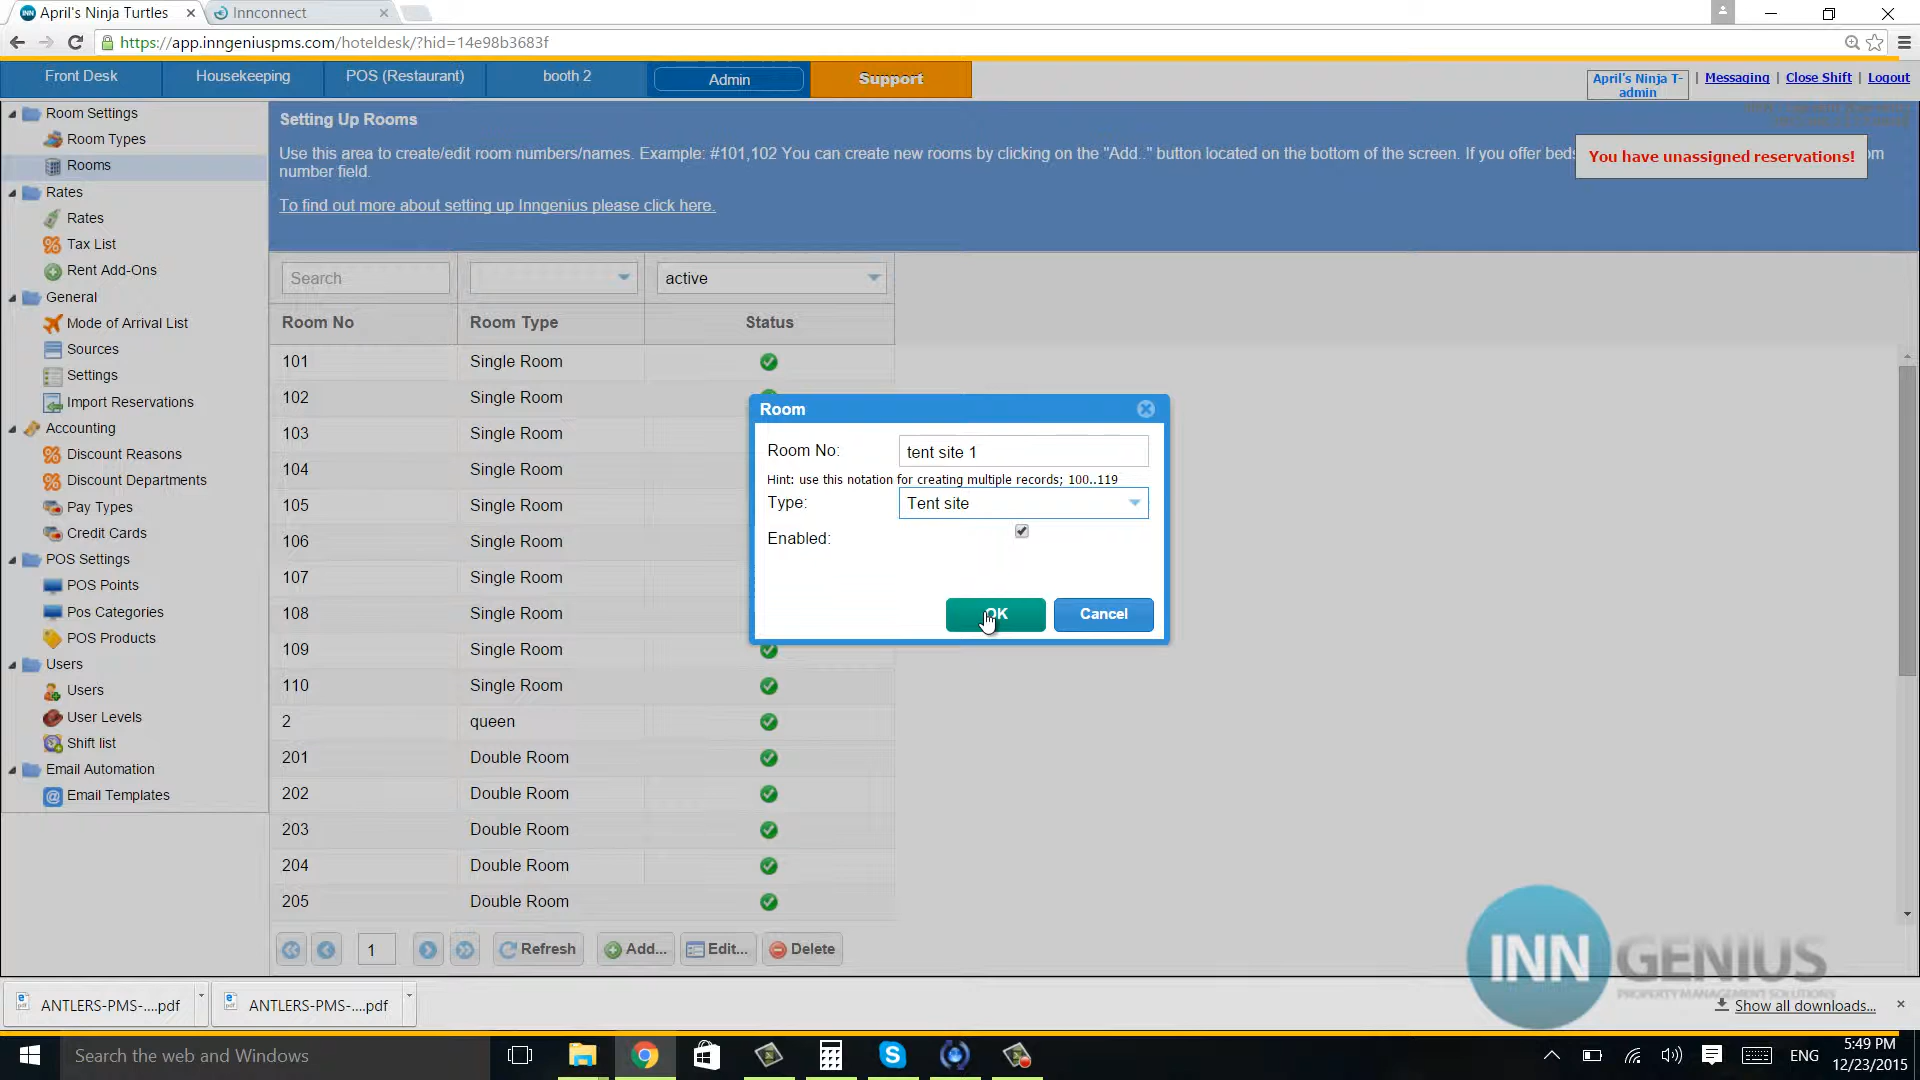 April's Ninja Turtles
Innconnect
https://app.inngeniuspms.com/hoteldesk/?hid=14e98b3683f
Front Desk
Housekeeping
POS (Restaurant)
booth 2
Admin
Support
April's Ninja T-
admin
| Messaging | Close Shift | Logout
Room Settings
Room Types
Rooms
Rates
Rates
Tax List
Rent Add-Ons
General
Mode of Arrival List
Sources
Settings
Import Reservations
Accounting
Discount Reasons
Discount Departments
Pay Types
Credit Cards
POS Settings
POS Points
Pos Categories
POS Products
Users
Users
User Levels
Shift list
Email Automation
Email Templates
Setting Up Rooms
Use this area to create/edit room numbers/names. Example: #101,102 You can create new rooms by clicking on the "Add.." button located on the bottom of the screen. If you offer beds
number field.
To find out more about setting up Inngenius please click here.
You have unassigned reservations!
Search
active
Room No Room Type Status
101 Single Room
102 Single Room
103 Single Room
104 Single Room
105 Single Room
106 Single Room
107 Single Room
108 Single Room
109 Single Room
110 Single Room
2 queen
201 Double Room
202 Double Room
203 Double Room
204 Double Room
205 Double Room
Room
Room No: tent site 1
Hint: use this notation for creating multiple records; 100..119
Type: Tent site
Enabled:
OK
Cancel
1
Refresh
Add...
Edit...
Delete
INNGENIUS
PROPERTY MANAGEMENT SOLUTIONS
ANTLERS-PMS-....pdf
ANTLERS-PMS-....pdf
Show all downloads...
Search the web and Windows
ENG
5:49 PM
12/23/2015